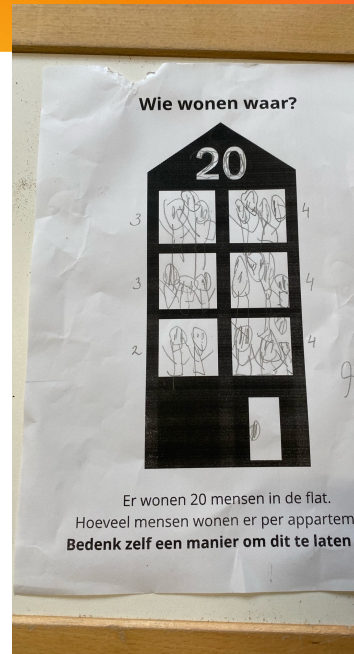 Wie wonen waar?
20
3 4
3 4
2 4
Er wonen 20 mensen in de flat.
Hoeveel mensen wonen er per appartem
Bedenk zelf een manier om dit te laten